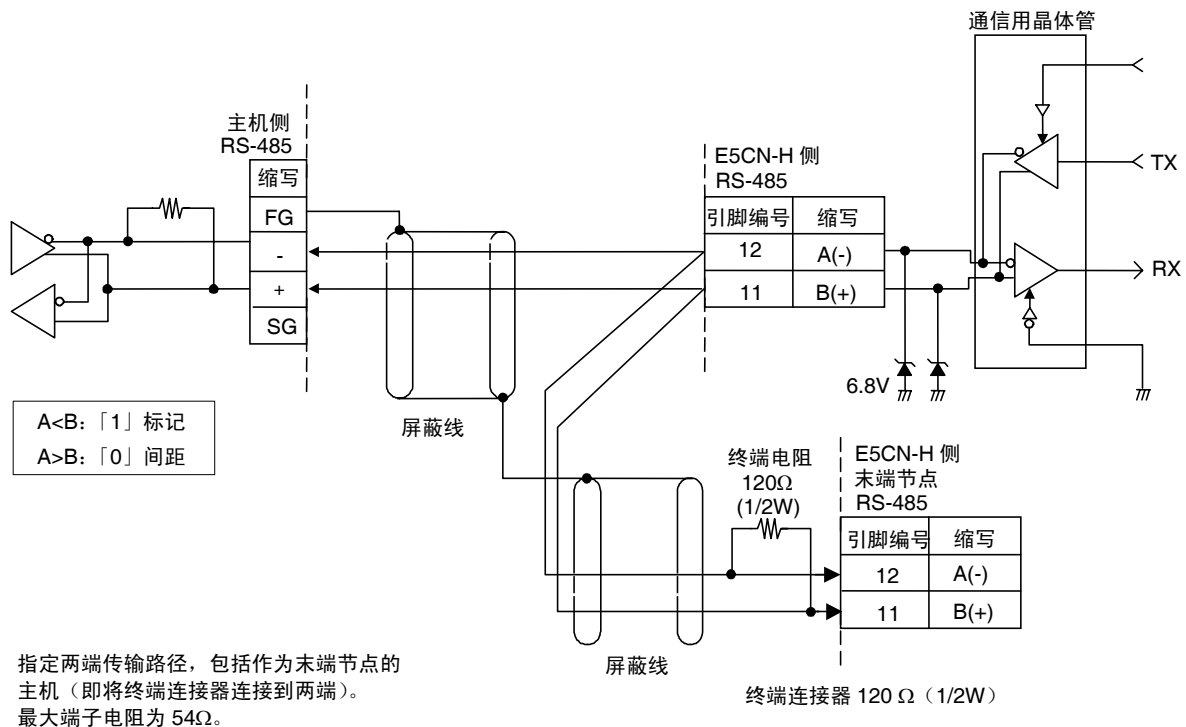 通信用晶体管
主机侧
RS-485
缩写
FG
-
+
SG
A<B:「1」标记
A>B:「0」间距
屏蔽线
E5CN-H 侧
RS-485
引脚编号 缩写
12 A(-)
11 B(+)
TX
RX
6.8V
终端电阻
120Ω
(1/2W)
E5CN-H 侧
末端节点
RS-485
引脚编号 缩写
12 A(-)
11 B(+)
屏蔽线
终端连接器 120 Ω（1/2W）
指定两端传输路径，包括作为末端节点的
主机（即将终端连接器连接到两端）。
最大端子电阻为 54Ω。